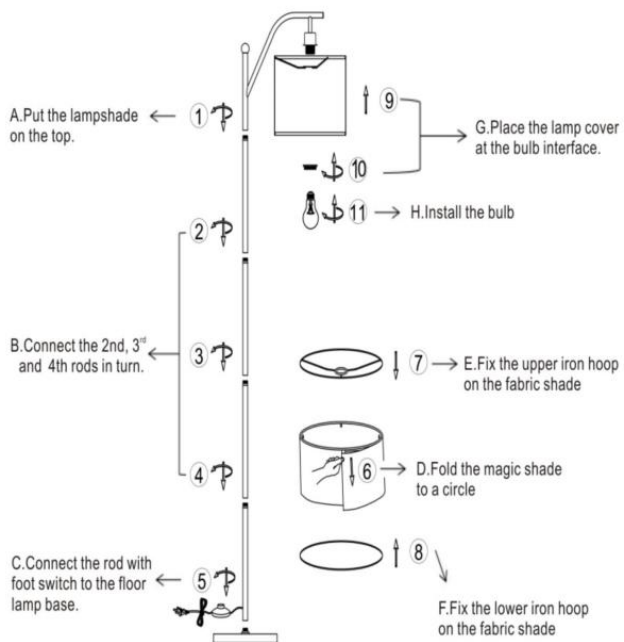 A.Put the lampshade
on the top.
①
②
B.Connect the 2nd, 3rd
and 4th rods in turn.
③
④
C.Connect the rod with
foot switch to the floor
lamp base.
⑤
⑨
G.Place the lamp cover
at the bulb interface.
⑩
⑪
H.Install the bulb
⑦
E.Fix the upper iron hoop
on the fabric shade
⑥
D.Fold the magic shade
to a circle
⑧
F.Fix the lower iron hoop
on the fabric shade